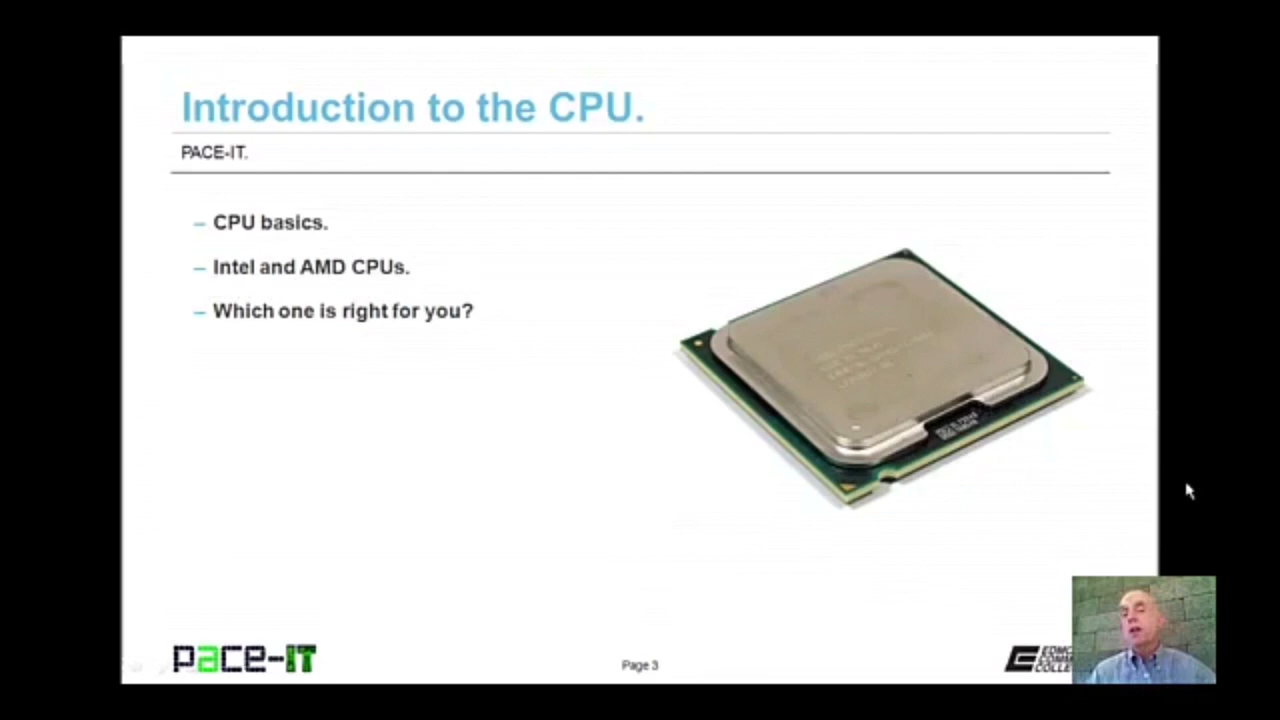 Introduction to the CPU.
PACE-IT.
– CPU basics.
– Intel and AMD CPUs.
– Which one is right for you?
pace-IT
Page 3